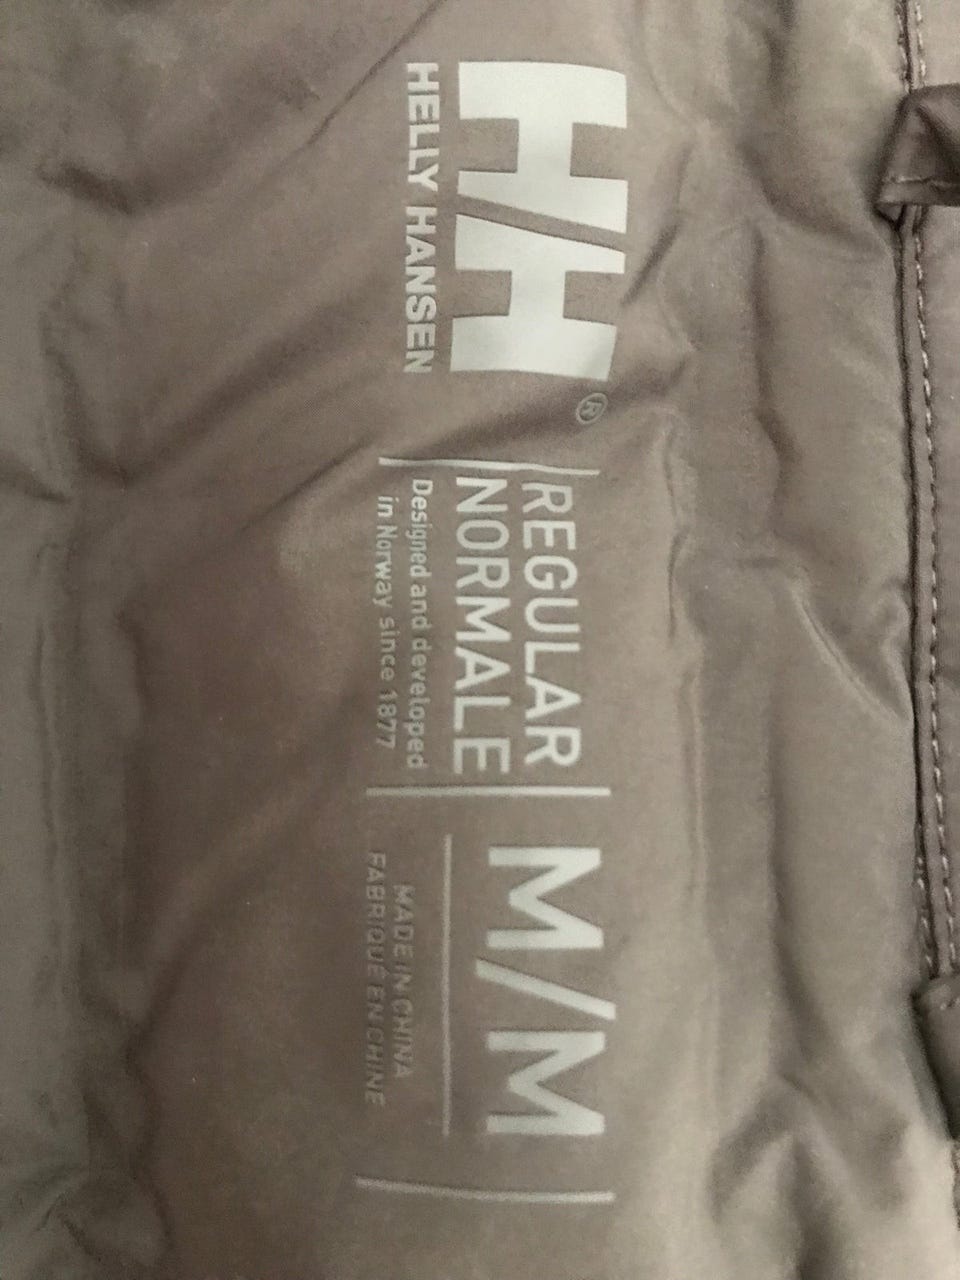 HH®
HELLY HANSEN
REGULAR
NORMALE
Designed and developed
in Norway since 1877
M/M
MADE IN CHINA
FABRIQUÉ EN CHINE